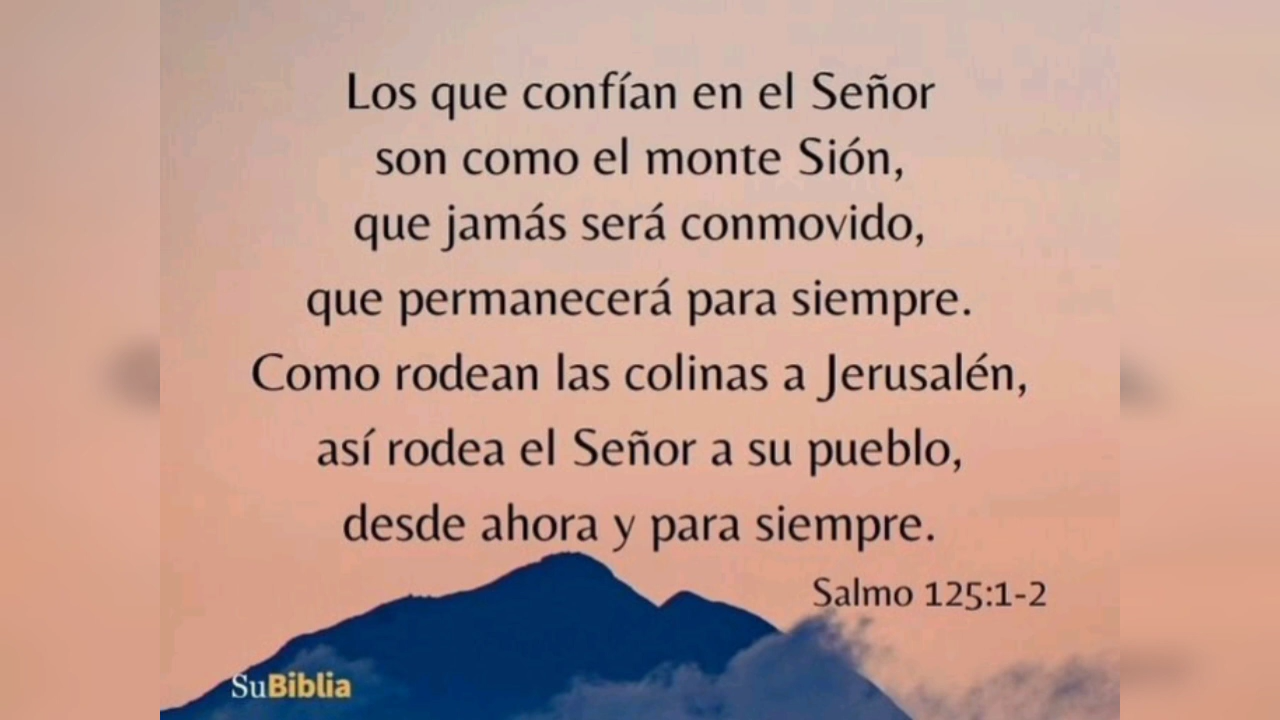 Los que confían en el Señor
son como el monte Sión,
que jamás será conmovido,
que permanecerá para siempre.
Como rodean las colinas a Jerusalén,
así rodea el Señor a su pueblo,
desde ahora y para siempre.
Salmo 125:1-2
SuBiblia